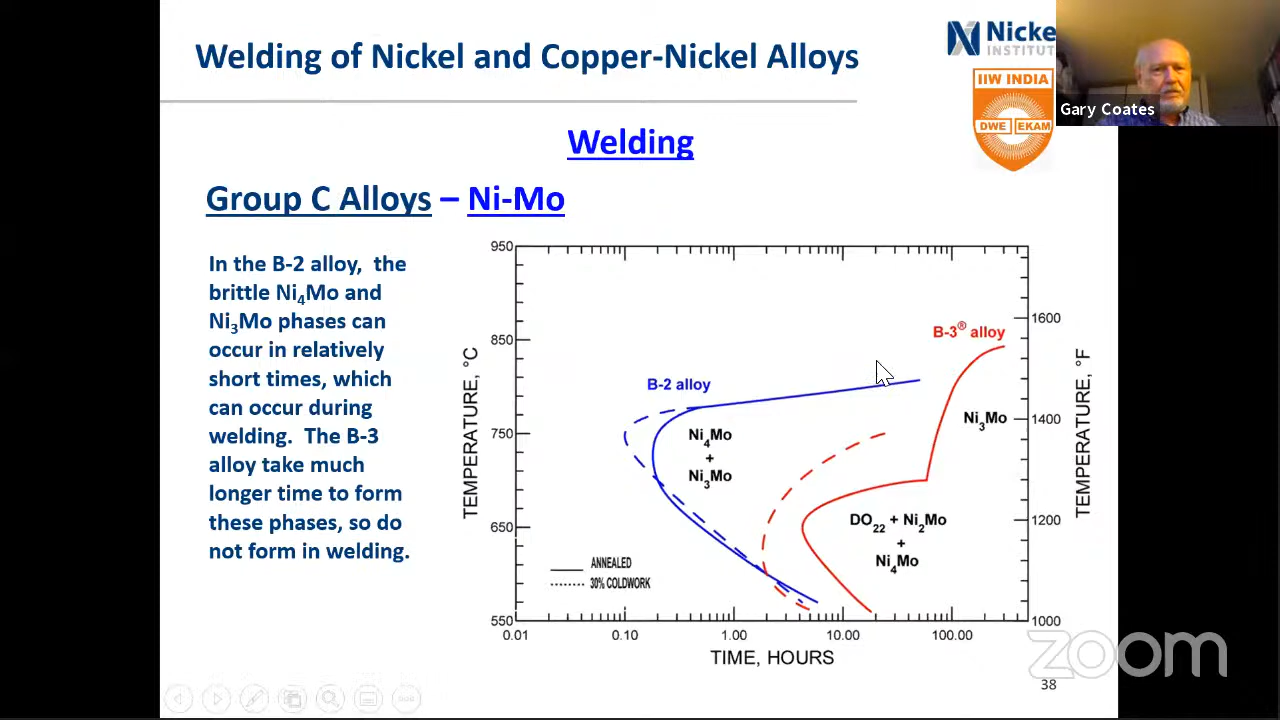 Welding of Nickel and Copper-Nickel Alloys
Nicke
INSTITUT
IIW INDIA
DWE EKAM
Gary Coates
Welding
Group C Alloys – Ni-Mo
In the B-2 alloy, the
brittle Ni₄Mo and
Ni₃Mo phases can
occur in relatively
short times, which
can occur during
welding. The B-3
alloy take much
longer time to form
these phases, so do
not form in welding.
TEMPERATURE, °C
950
850
750
650
550
B-2 alloy
Ni₄Mo
+
Ni₃Mo
B-3® alloy
Ni₃Mo
DO₂₂ + Ni₂Mo
+
Ni₄Mo
ANNEALED
30% COLDWORK
1600
1400
1200
1000
TEMPERATURE, °F
0.01 0.10 1.00 10.00 100.00
TIME, HOURS
zoom
38